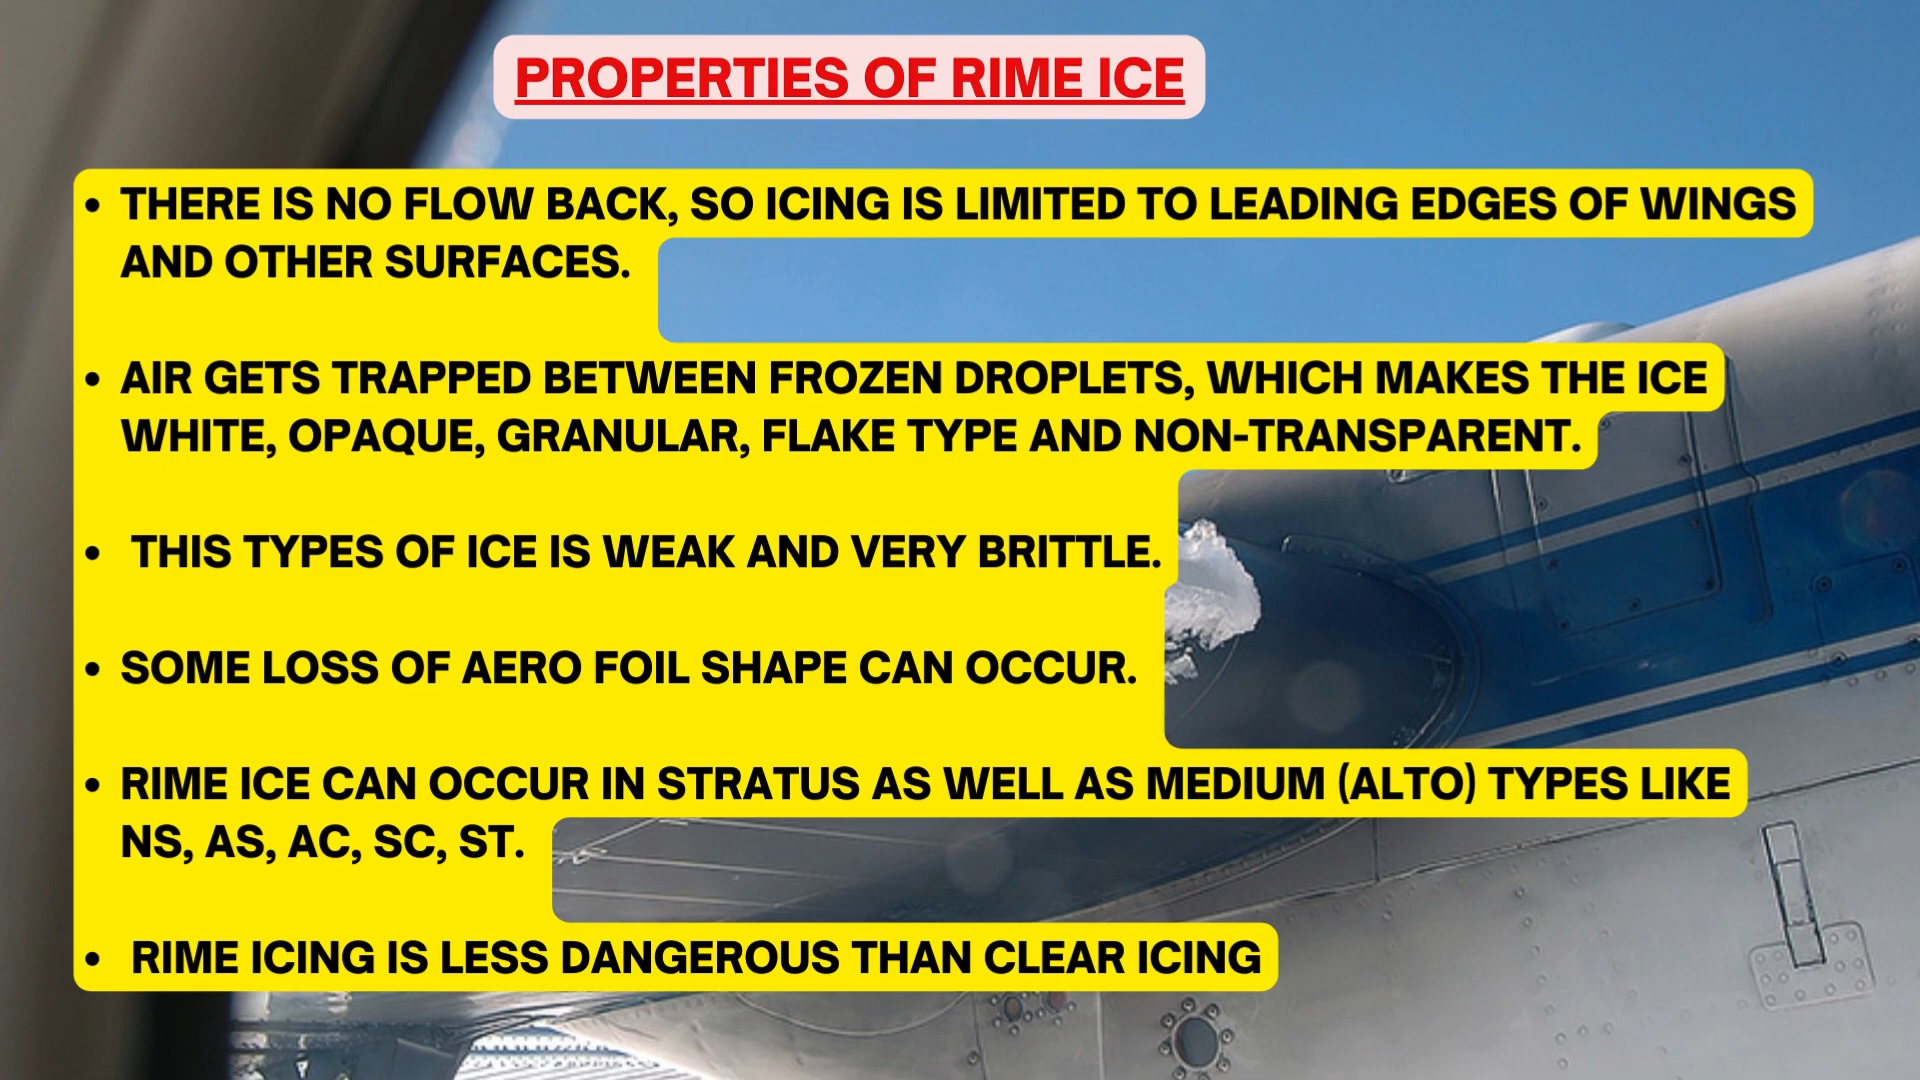 PROPERTIES OF RIME ICE
• THERE IS NO FLOW BACK, SO ICING IS LIMITED TO LEADING EDGES OF WINGS
AND OTHER SURFACES.
• AIR GETS TRAPPED BETWEEN FROZEN DROPLETS, WHICH MAKES THE ICE
WHITE, OPAQUE, GRANULAR, FLAKE TYPE AND NON-TRANSPARENT.
• THIS TYPES OF ICE IS WEAK AND VERY BRITTLE.
• SOME LOSS OF AERO FOIL SHAPE CAN OCCUR.
• RIME ICE CAN OCCUR IN STRATUS AS WELL AS MEDIUM (ALTO) TYPES LIKE
NS, AS, AC, SC, ST.
• RIME ICING IS LESS DANGEROUS THAN CLEAR ICING